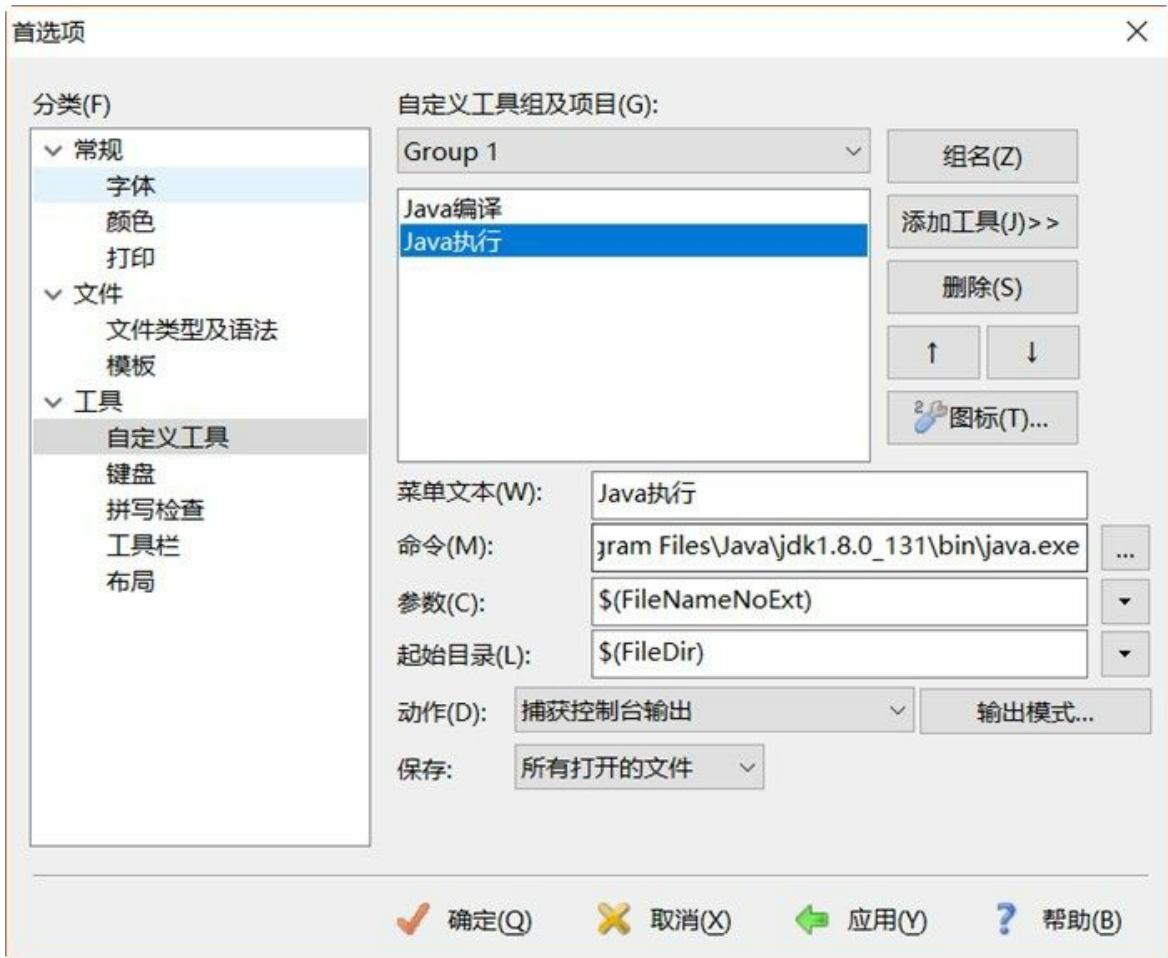 首选项
分类(F)
常规
字体
颜色
打印
文件
文件类型及语法
模板
工具
自定义工具
键盘
拼写检查
工具栏
布局
自定义工具组及项目(G):
Group 1
组名(Z)
Java编译
Java执行
添加工具(J)>>
删除(S)
↑
↓
图标(T)...
菜单文本(W):
Java执行
命令(M):
gram Files\Java\jdk1.8.0_131\bin\java.exe
...
参数(C):
$(FileNameNoExt)
起始目录(L):
$(FileDir)
动作(D):
捕获控制台输出
输出模式...
保存:
所有打开的文件
确定(Q)
取消(X)
应用(Y)
帮助(B)